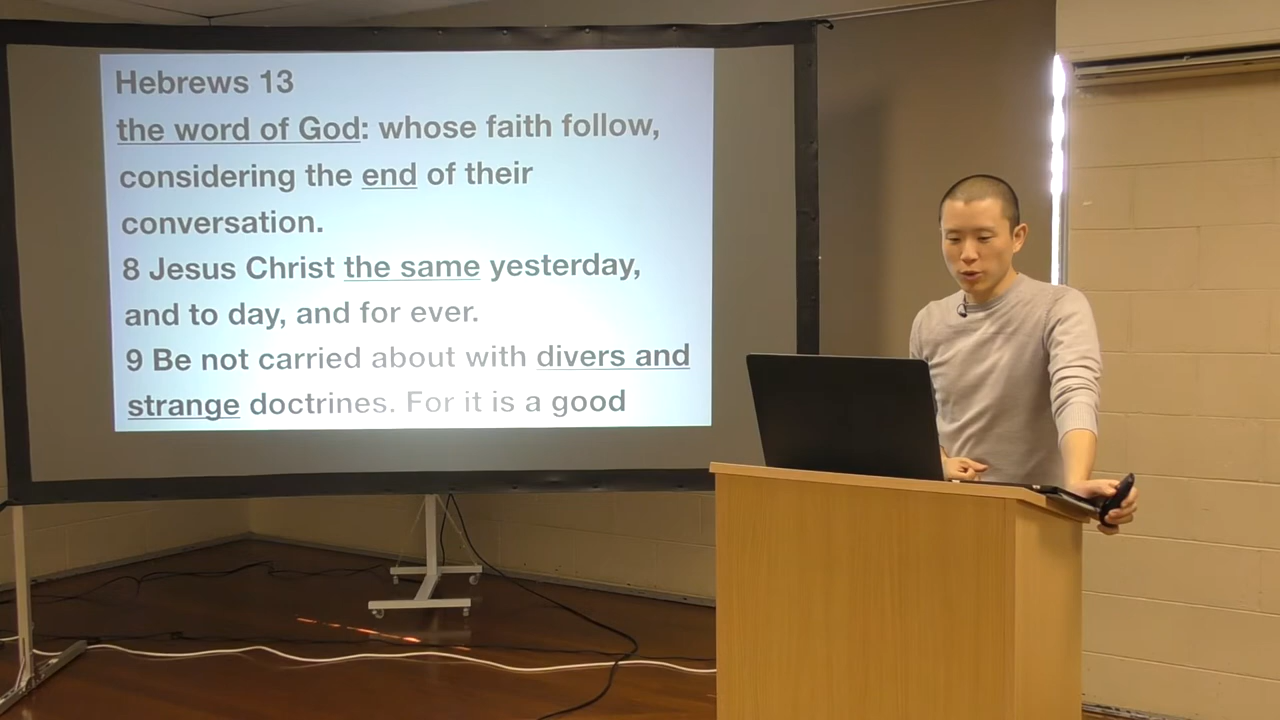 Hebrews 13
the word of God: whose faith follow,
considering the end of their
conversation.
8 Jesus Christ the same yesterday,
and to day, and for ever.
9 Be not carried about with divers and
strange doctrines. For it is a good